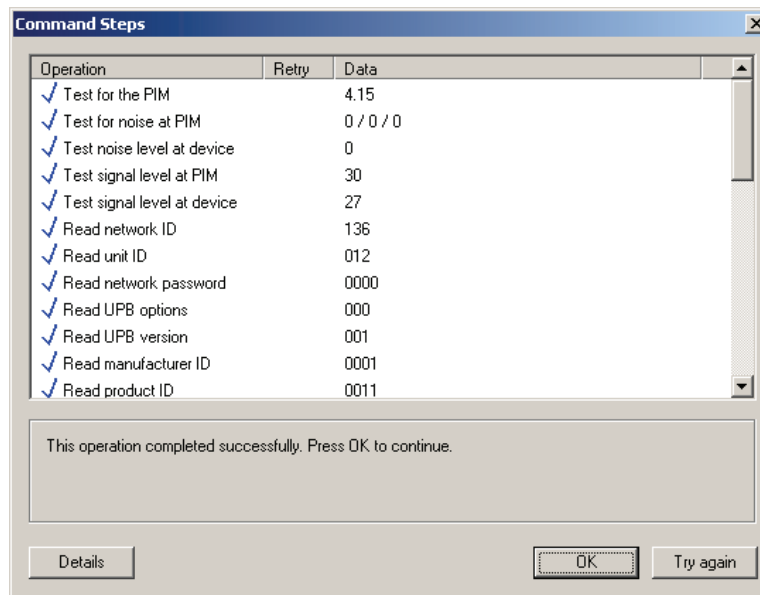 Command Steps
Operation Retry Data
Test for the PIM 4.15
Test for noise at PIM 0 / 0 / 0
Test noise level at device 0
Test signal level at PIM 30
Test signal level at device 27
Read network ID 136
Read unit ID 012
Read network password 0000
Read UPB options 000
Read UPB version 001
Read manufacturer ID 0001
Read product ID 0011
This operation completed successfully. Press OK to continue.
Details OK Try again